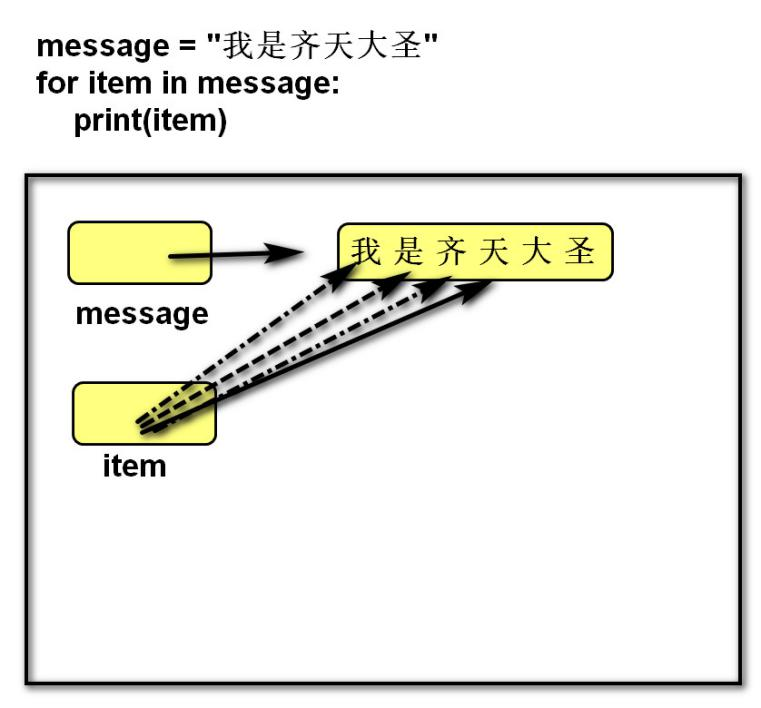 message = "我是齐天大圣"
for item in message:
    print(item)
我是齐天大圣
message
item